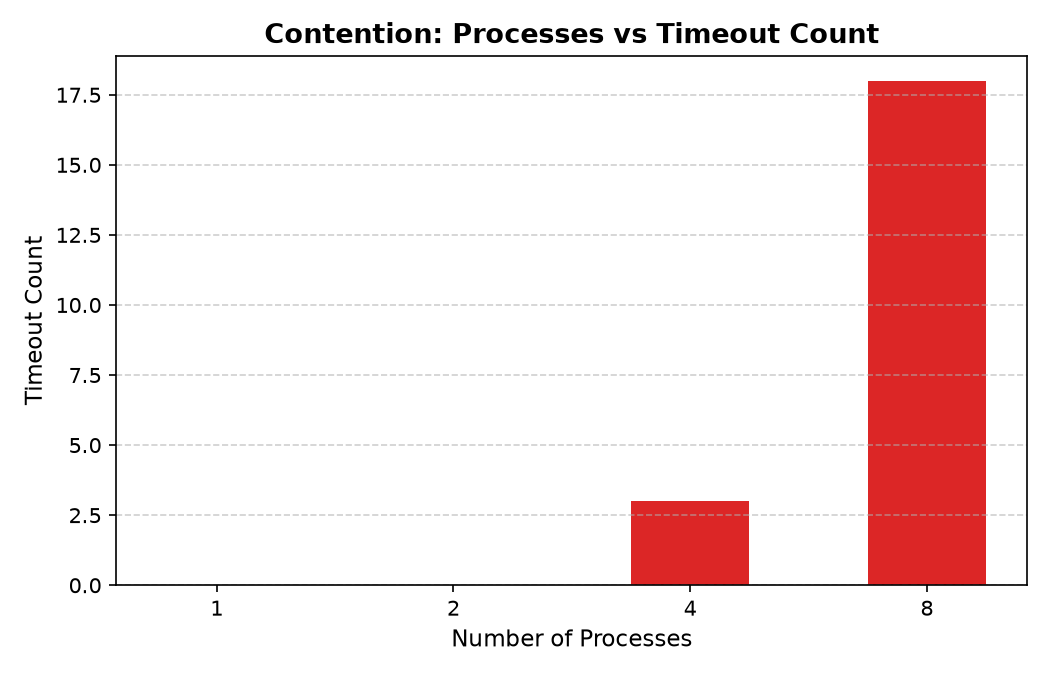 Contention: Processes vs Timeout Count
Timeout Count
17.5
15.0
12.5
10.0
7.5
5.0
2.5
0.0
1 2 4 8
Number of Processes